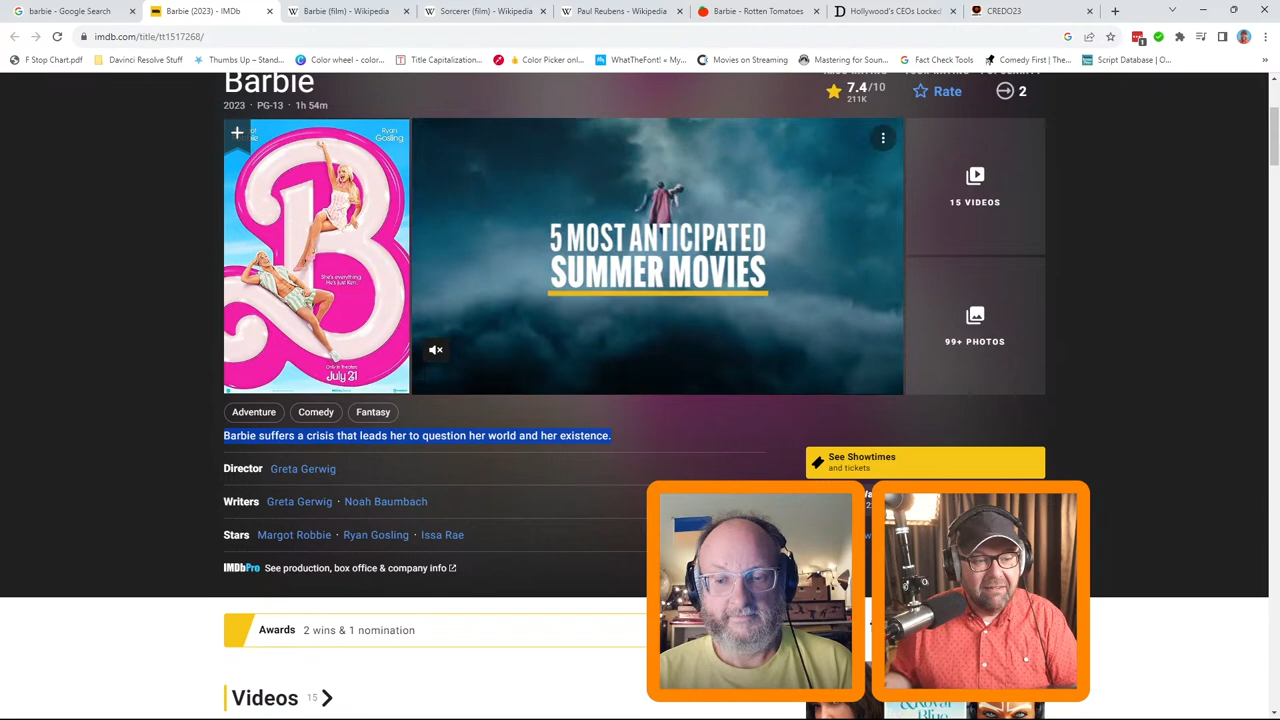 barbie - Google Search
Barbie (2023) - IMDb
Barbie (film) - Wikipedia
Sorcerer (film) - Wikipedia
Paul Reubens - Wikipedia
Barbie - Rotten Tomatoes
Hollywood's CEOs Locked
CREDO23
imdb.com/title/tt1517268/
1
F Stop Chart.pdf
Davinci Resolve Stuff
Thumbs Up – Stand...
Color wheel - color...
Title Capitalization...
Color Picker onlin...
WhatTheFont! « My...
Movies on Streaming
Mastering for Soun...
Fact Check Tools
Comedy First | The...
Script Database | O...
»
Barbie
2023 · PG-13 · 1h 54m
7.4/10
211K
Rate
2
Ryan
Gosling
She's everything.
He's just Ken.
Only in Theaters
July 21
5 MOST ANTICIPATED
SUMMER MOVIES
15 VIDEOS
99+ PHOTOS
Adventure
Comedy
Fantasy
Barbie suffers a crisis that leads her to question her world and her existence.
See Showtimes
and tickets
Director Greta Gerwig
Writers Greta Gerwig · Noah Baumbach
Stars Margot Robbie · Ryan Gosling · Issa Rae
IMDbPro See production, box office & company info
Awards 2 wins & 1 nomination
Videos 15
& Royal
Blue